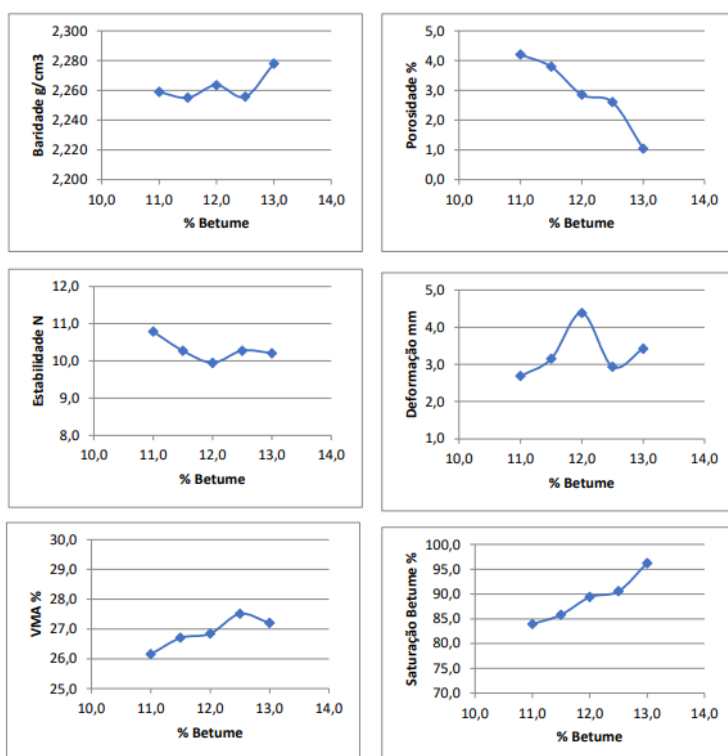 Baridade g/cm3
2,300
2,280
2,260
2,240
2,220
2,200
10,0 11,0 12,0 13,0 14,0
% Betume
Porosidade %
5,0
4,0
3,0
2,0
1,0
0,0
10,0 11,0 12,0 13,0 14,0
% Betume
Estabilidade N
12,0
11,0
10,0
9,0
8,0
10,0 11,0 12,0 13,0 14,0
% Betume
Deformação mm
5,0
4,0
3,0
2,0
1,0
10,0 11,0 12,0 13,0 14,0
% Betume
VMA %
30,0
29,0
28,0
27,0
26,0
25,0
10,0 11,0 12,0 13,0 14,0
% Betume
Saturação Betume %
100,0
95,0
90,0
85,0
80,0
75,0
70,0
10,0 11,0 12,0 13,0 14,0
% Betume